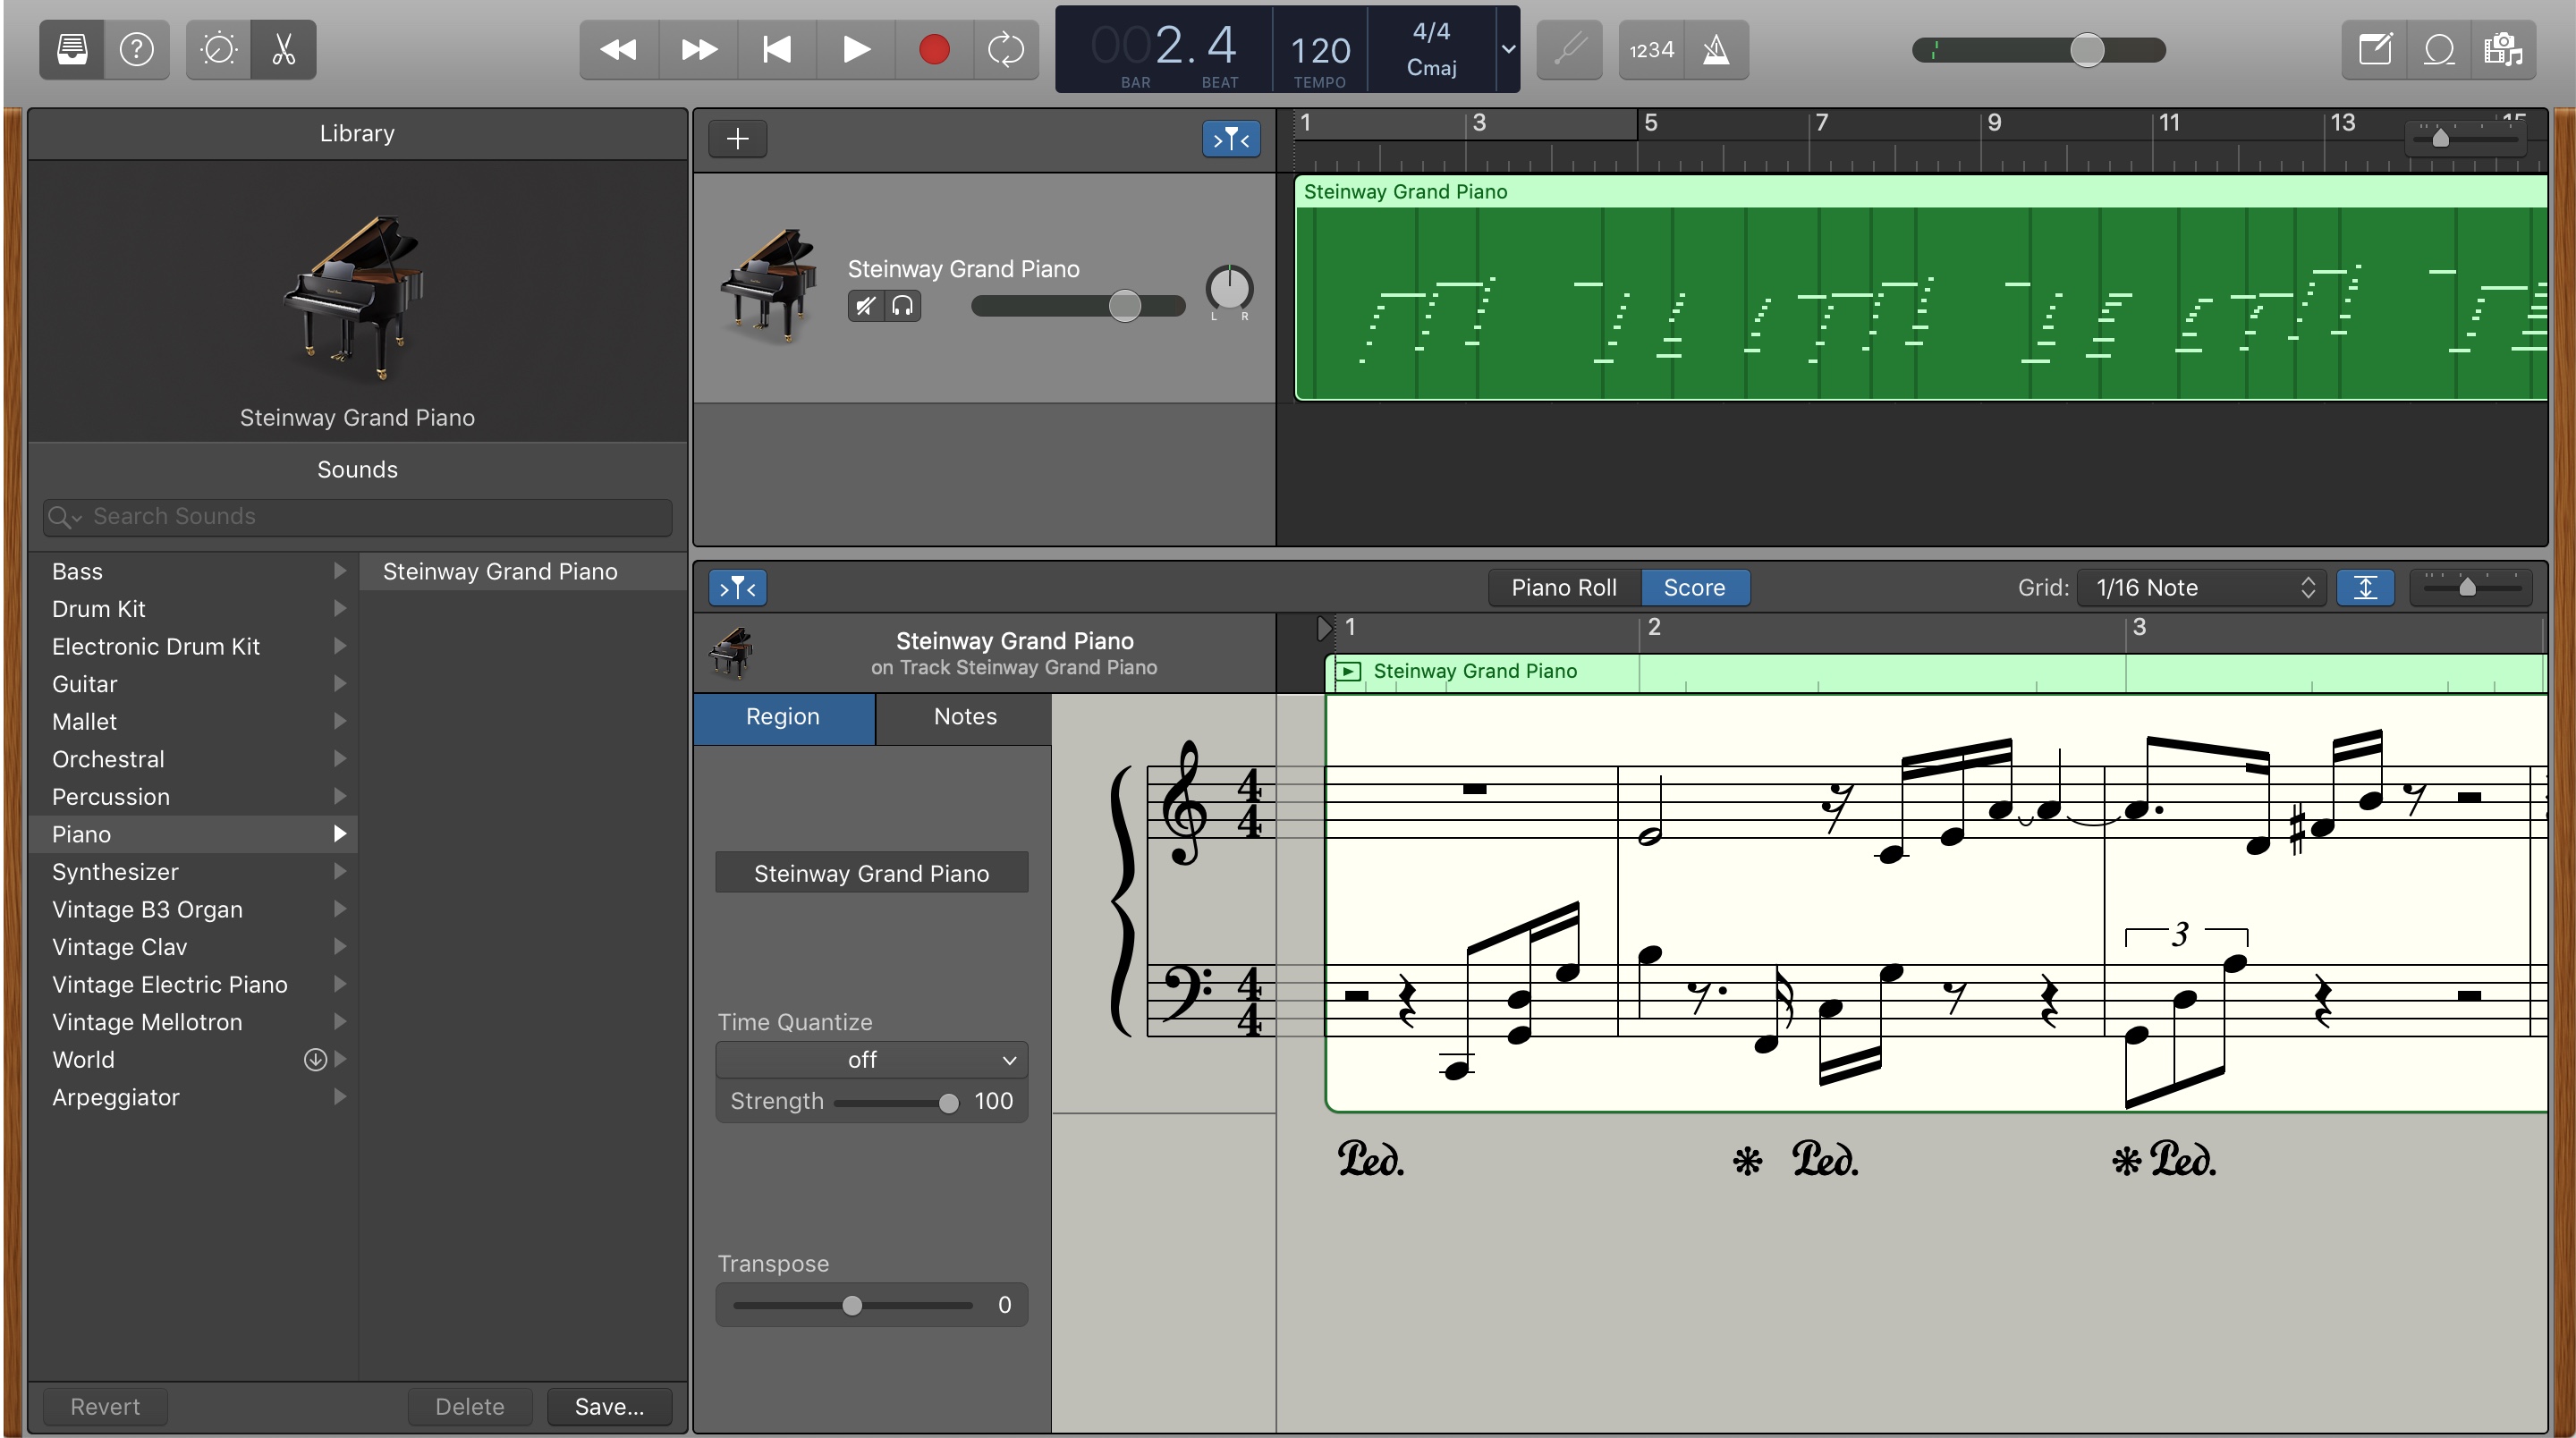 002.4
120
4/4
Cmaj
BAR
BEAT
TEMPO
1234
Library
Steinway Grand Piano
Sounds
Search Sounds
Bass
Drum Kit
Electronic Drum Kit
Guitar
Mallet
Orchestral
Percussion
Piano
Synthesizer
Vintage B3 Organ
Vintage Clav
Vintage Electric Piano
Vintage Mellotron
World
Arpeggiator
Steinway Grand Piano
Revert
Delete
Save...
1 3 5 7 9 11 13 15
Steinway Grand Piano
L R
Steinway Grand Piano
Piano Roll
Score
Grid: 1/16 Note
Steinway Grand Piano
on Track Steinway Grand Piano
1 2 3
Steinway Grand Piano
Region
Notes
Steinway Grand Piano
Time Quantize
off
Strength 100
Transpose
0
4
4
3
4
4
Ped. Ped. Ped.